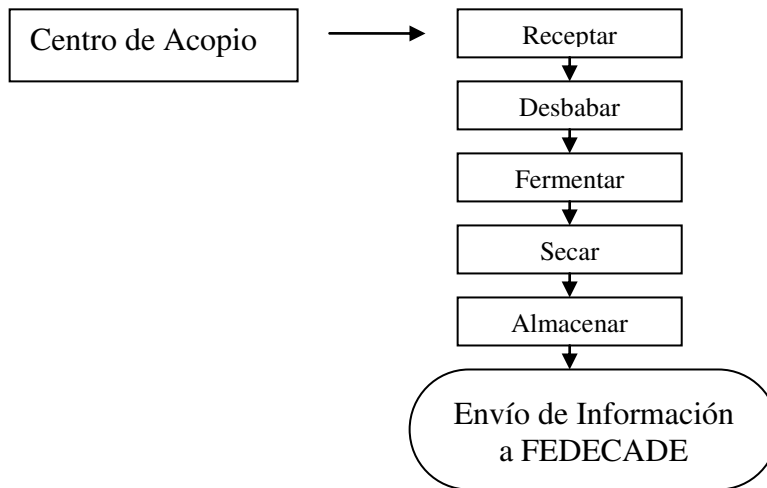 Centro de Acopio
Receptar
Desbabar
Fermentar
Secar
Almacenar
Envío de Información
a FEDECADE